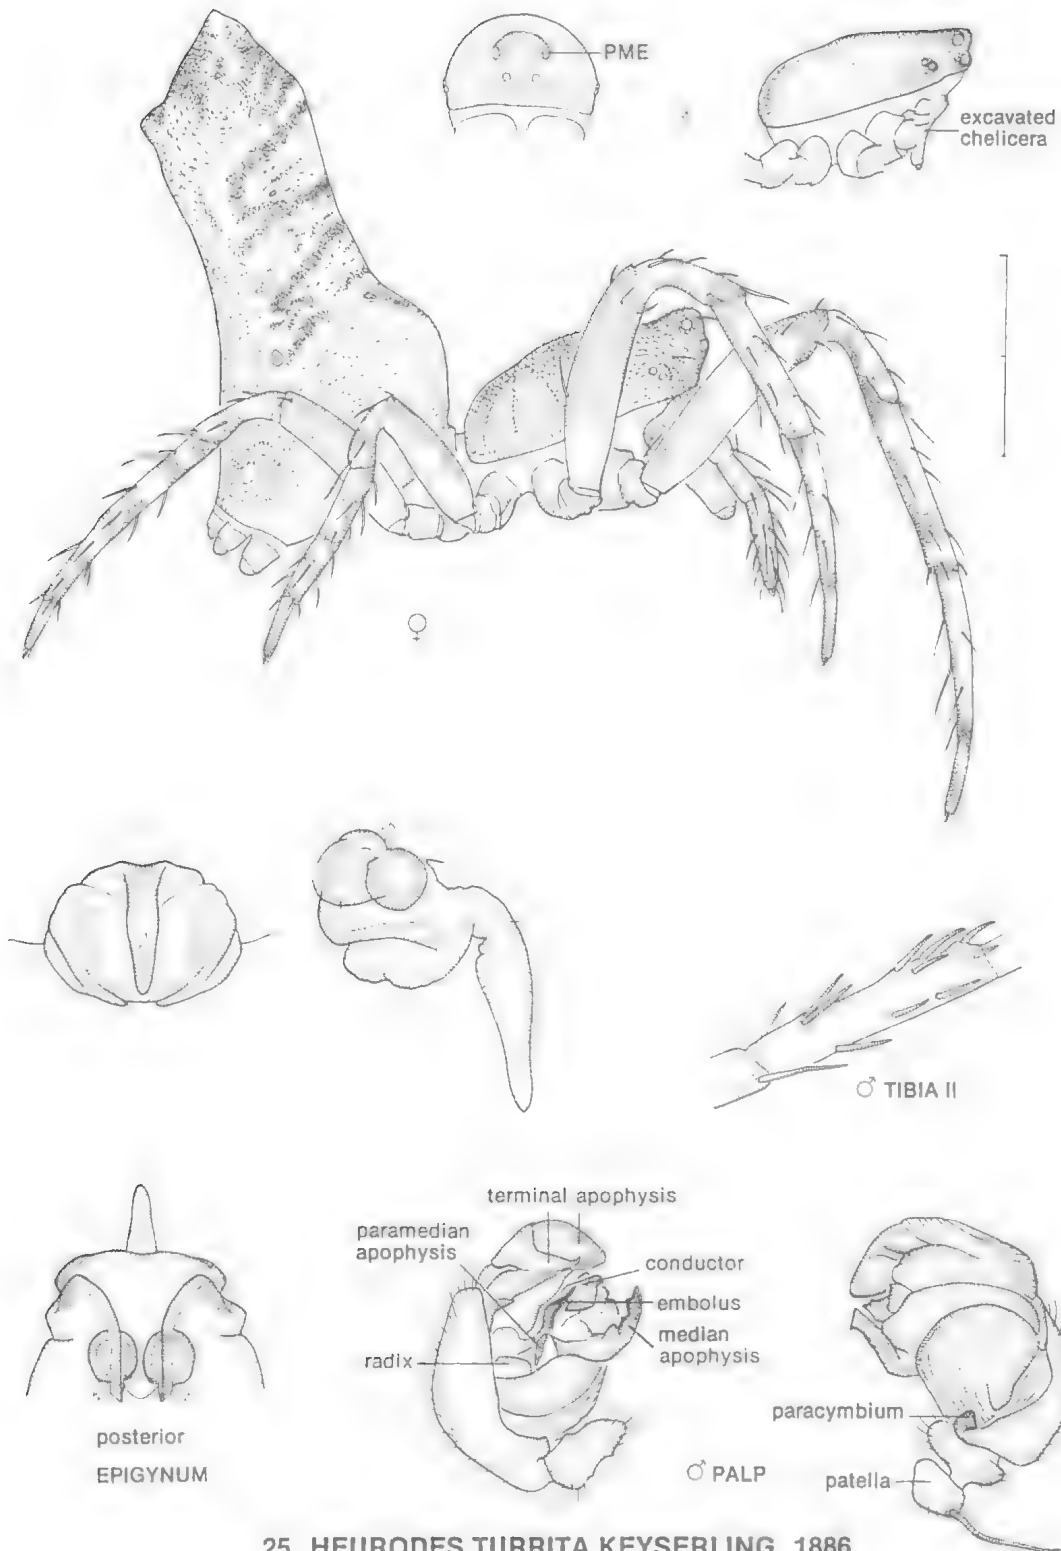 PME
excavated
chelicera
♀
♂ TIBIA II
terminal apophysis
paramedian
apophysis
conductor
embolus
median
apophysis
radix
paracymbium
patella
posterior
EPIGYNUM
♂ PALP
25. HEURODES TURRITA KEYSERLING, 1886